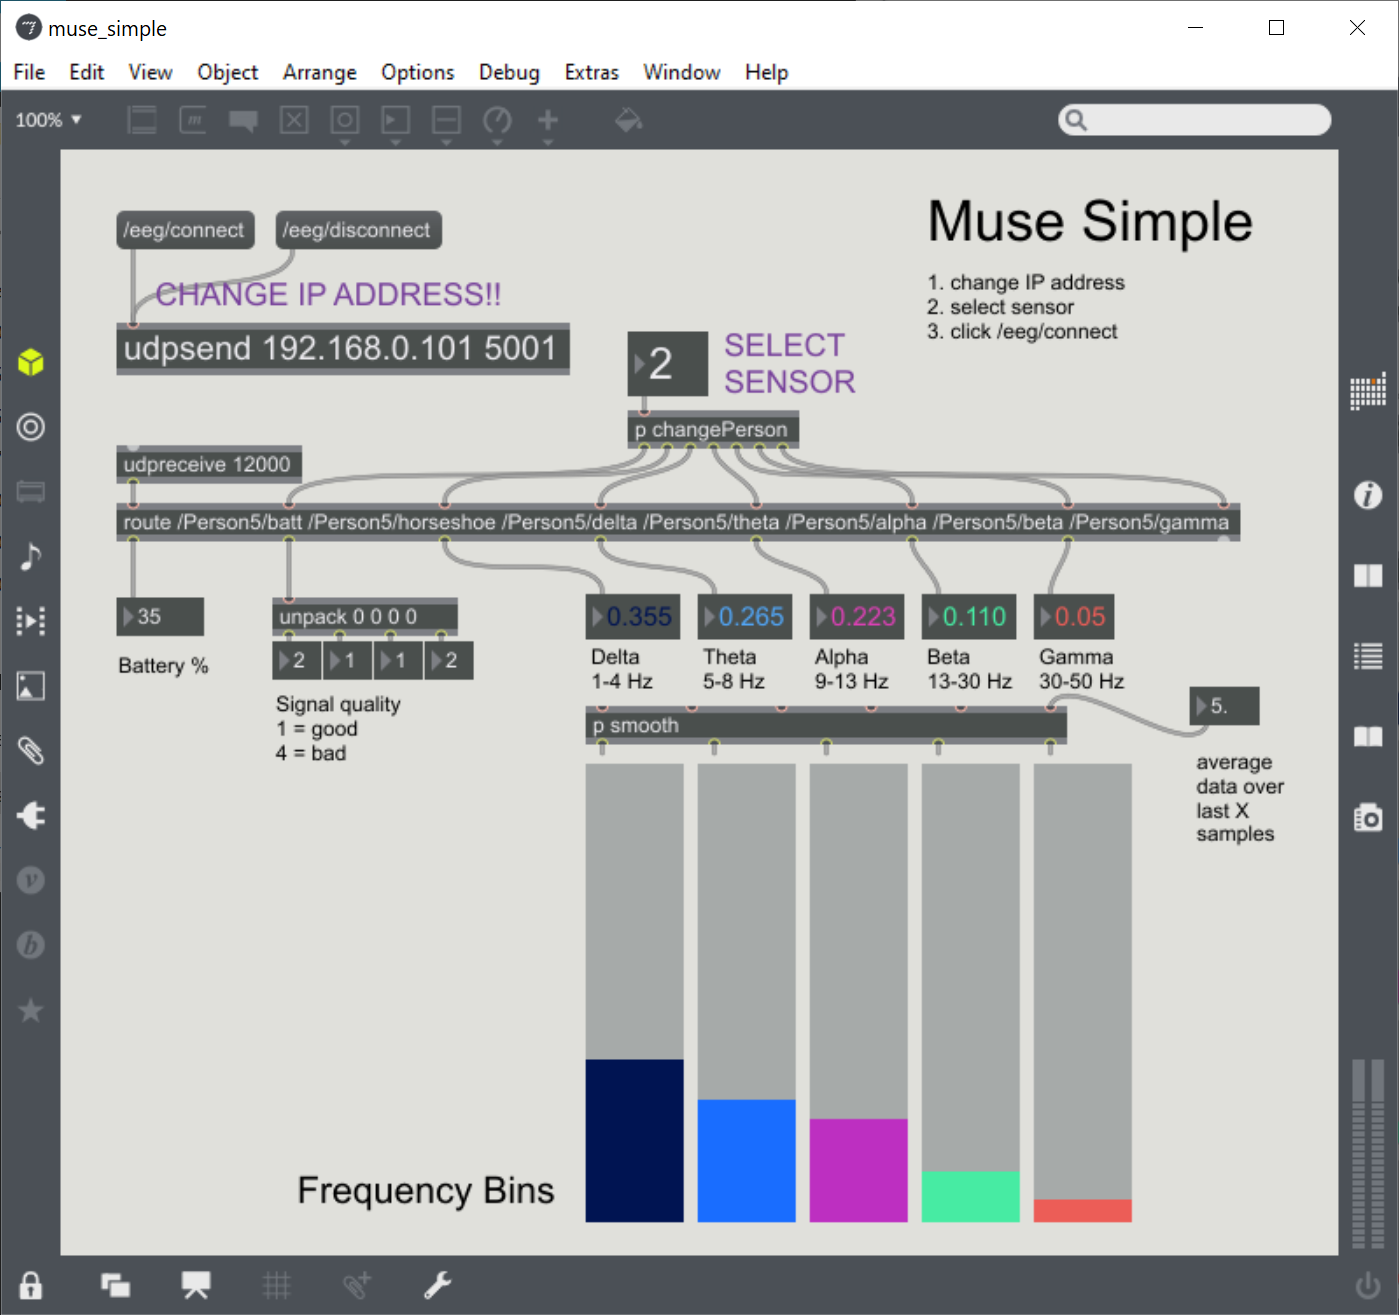 muse_simple
File Edit View Object Arrange Options Debug Extras Window Help
100%
/eeg/connect
/eeg/disconnect
CHANGE IP ADDRESS!!
udpsend 192.168.0.101 5001
Muse Simple
1. change IP address
2. select sensor
3. click /eeg/connect
2
SELECT
SENSOR
p changePerson
udpreceive 12000
route /Person5/batt /Person5/horseshoe /Person5/delta /Person5/theta /Person5/alpha /Person5/beta /Person5/gamma
35
Battery %
unpack 0 0 0 0
2 1 1 2
Signal quality
1 = good
4 = bad
0.355 0.265 0.223 0.110 0.05
Delta
1-4 Hz
Theta
5-8 Hz
Alpha
9-13 Hz
Beta
13-30 Hz
Gamma
30-50 Hz
p smooth
5.
average
data over
last X
samples
Frequency Bins